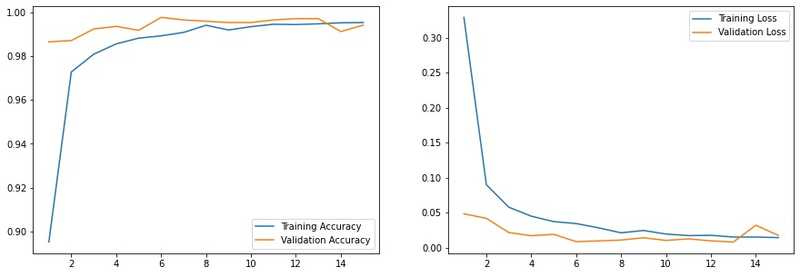 1.00
0.98
0.96
0.94
0.92
0.90
2 4 6 8 10 12 14
Training Accuracy
Validation Accuracy
0.30
0.25
0.20
0.15
0.10
0.05
0.00
2 4 6 8 10 12 14
Training Loss
Validation Loss